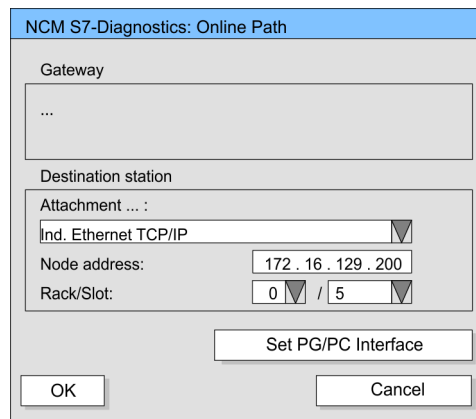 NCM S7-Diagnostics: Online Path
Gateway
...
Destination station
Attachment ... :
Ind. Ethernet TCP/IP
Node address: 172 . 16 . 129 . 200
Rack/Slot: 0 / 5
Set PG/PC Interface
OK Cancel